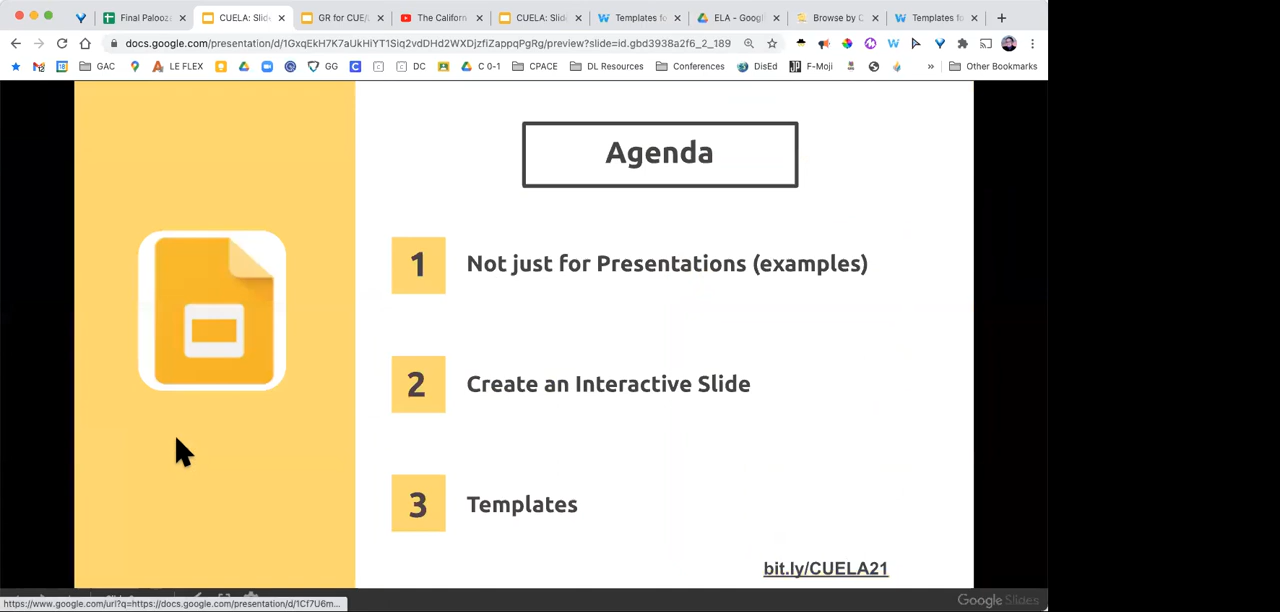 Final Palooza
CUELA: Slide
GR for CUE/
The Californ
CUELA: Slid
Templates fo
ELA - Googl
Browse by C
Templates fo
docs.google.com/presentation/d/1GxqEkH7K7aUkHiYT1Siq2vdDHd2WXDjzfiZappqPgRg/preview?slide=id.gbd3938a2f6_2_189
GAC
LE FLEX
GG
DC
C 0-1
CPACE
DL Resources
Conferences
DisEd
F-Moji
»
Other Bookmarks
Agenda
1 Not just for Presentations (examples)
2 Create an Interactive Slide
3 Templates
bit.ly/CUELA21
Google Slides
https://www.google.com/url?q=https://docs.google.com/presentation/d/1Cf7U6m...